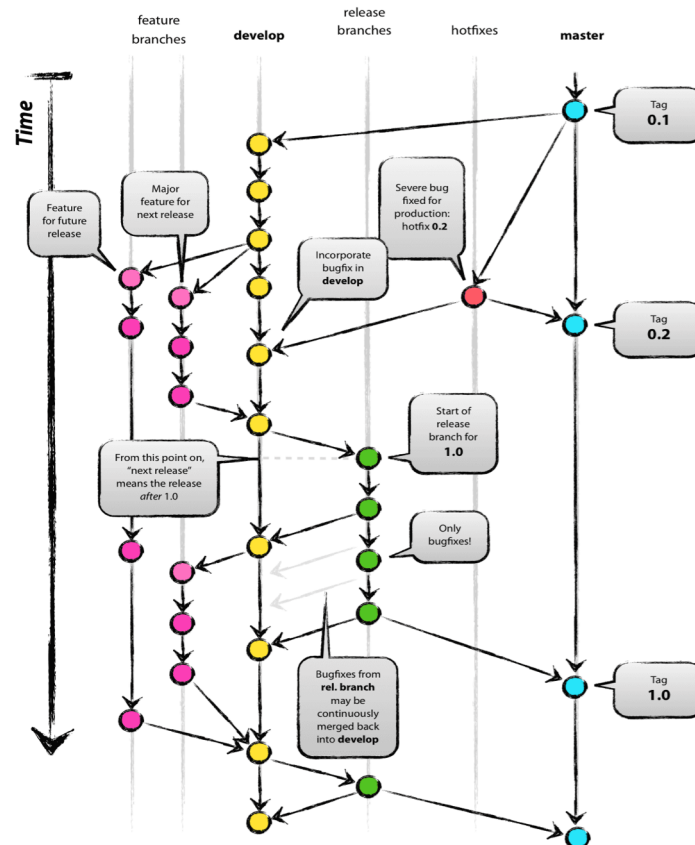 feature
branches
develop
release
branches
hotfixes
master
Time
Tag
0.1
Major
feature for
next release
Feature
for future
release
Severe bug
fixed for
production:
hotfix 0.2
Incorporate
bugfix in
develop
Tag
0.2
Start of
release
branch for
1.0
From this point on,
“next release”
means the release
after 1.0
Only
bugfixes!
Bugfixes from
rel. branch
may be
continuously
merged back
into develop
Tag
1.0